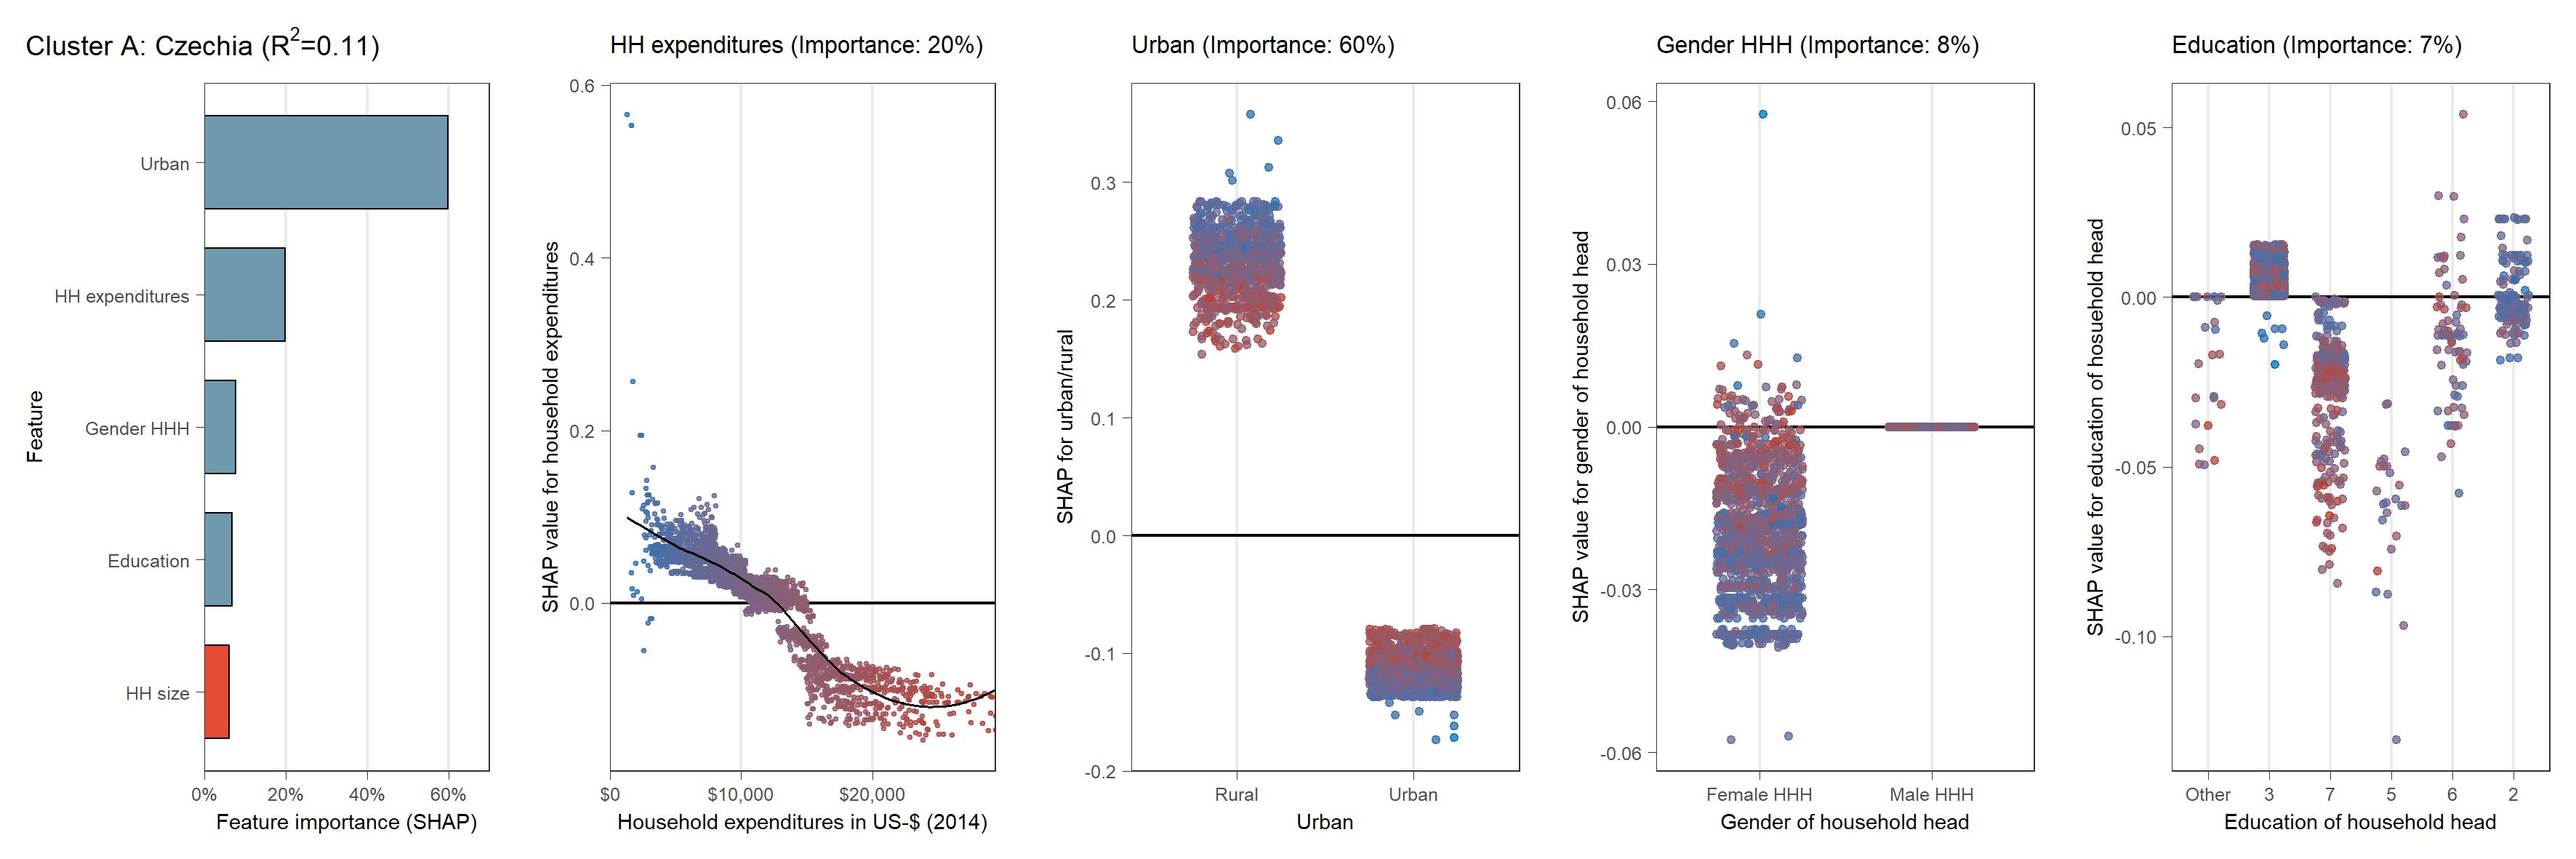 Cluster A: Czechia (R²=0.11)
Feature
Urban
HH expenditures
Gender HHH
Education
HH size
0%
20%
40%
60%
Feature importance (SHAP)
HH expenditures (Importance: 20%)
SHAP value for household expenditures
0.6
0.4
0.2
0.0
$0
$10,000
$20,000
Household expenditures in US-$ (2014)
Urban (Importance: 60%)
SHAP for urban/rural
0.3
0.2
0.1
0.0
-0.1
-0.2
Rural
Urban
Urban
Gender HHH (Importance: 8%)
SHAP value for gender of household head
0.06
0.03
0.00
-0.03
-0.06
Female HHH
Male HHH
Gender of household head
Education (Importance: 7%)
SHAP value for education of hosuehold head
0.05
0.00
-0.05
-0.10
Other
3
7
5
6
2
Education of household head